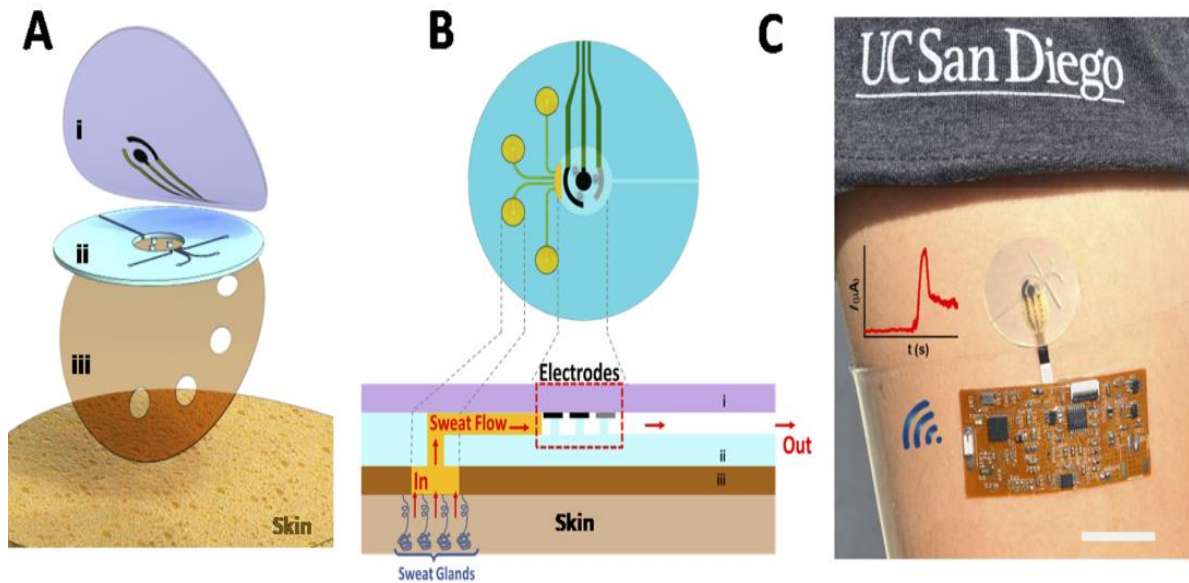 A
i
ii
iii
Skin
B
Electrodes
i
Sweat Flow
Out
ii
In
iii
Skin
Sweat Glands
C
UC San Diego
I (μA)
t (s)